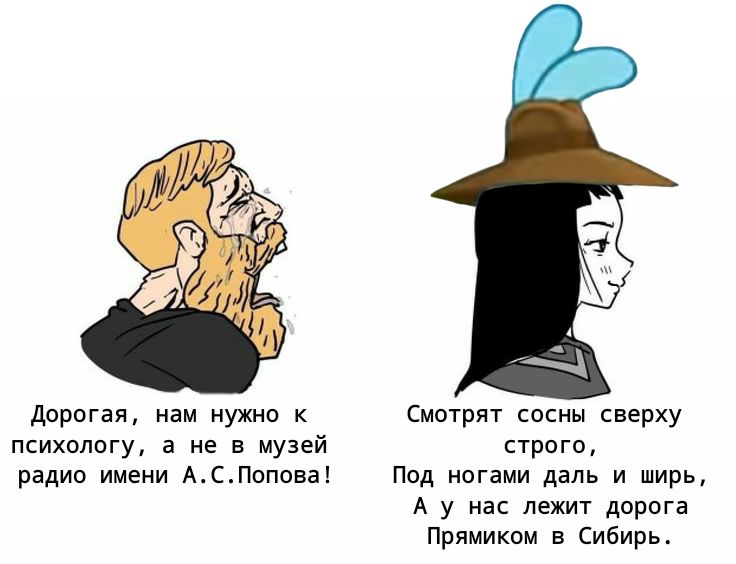 Дорогая, нам нужно к
психологу, а не в музей
радио имени А.С.Попова!
Смотрят сосны сверху
строго,
Под ногами даль и ширь,
А у нас лежит дорога
Прямиком в Сибирь.